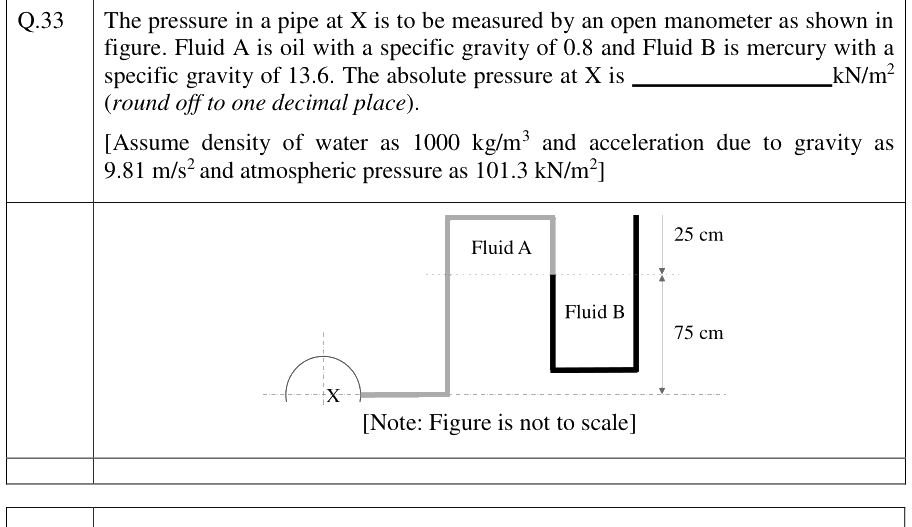 Q.33 The pressure in a pipe at X is to be measured by an open manometer as shown in
figure. Fluid A is oil with a specific gravity of 0.8 and Fluid B is mercury with a
specific gravity of 13.6. The absolute pressure at X is ________________ kN/m²
(round off to one decimal place).
[Assume density of water as 1000 kg/m³ and acceleration due to gravity as
9.81 m/s² and atmospheric pressure as 101.3 kN/m²]
25 cm
Fluid A
Fluid B
75 cm
X
[Note: Figure is not to scale]